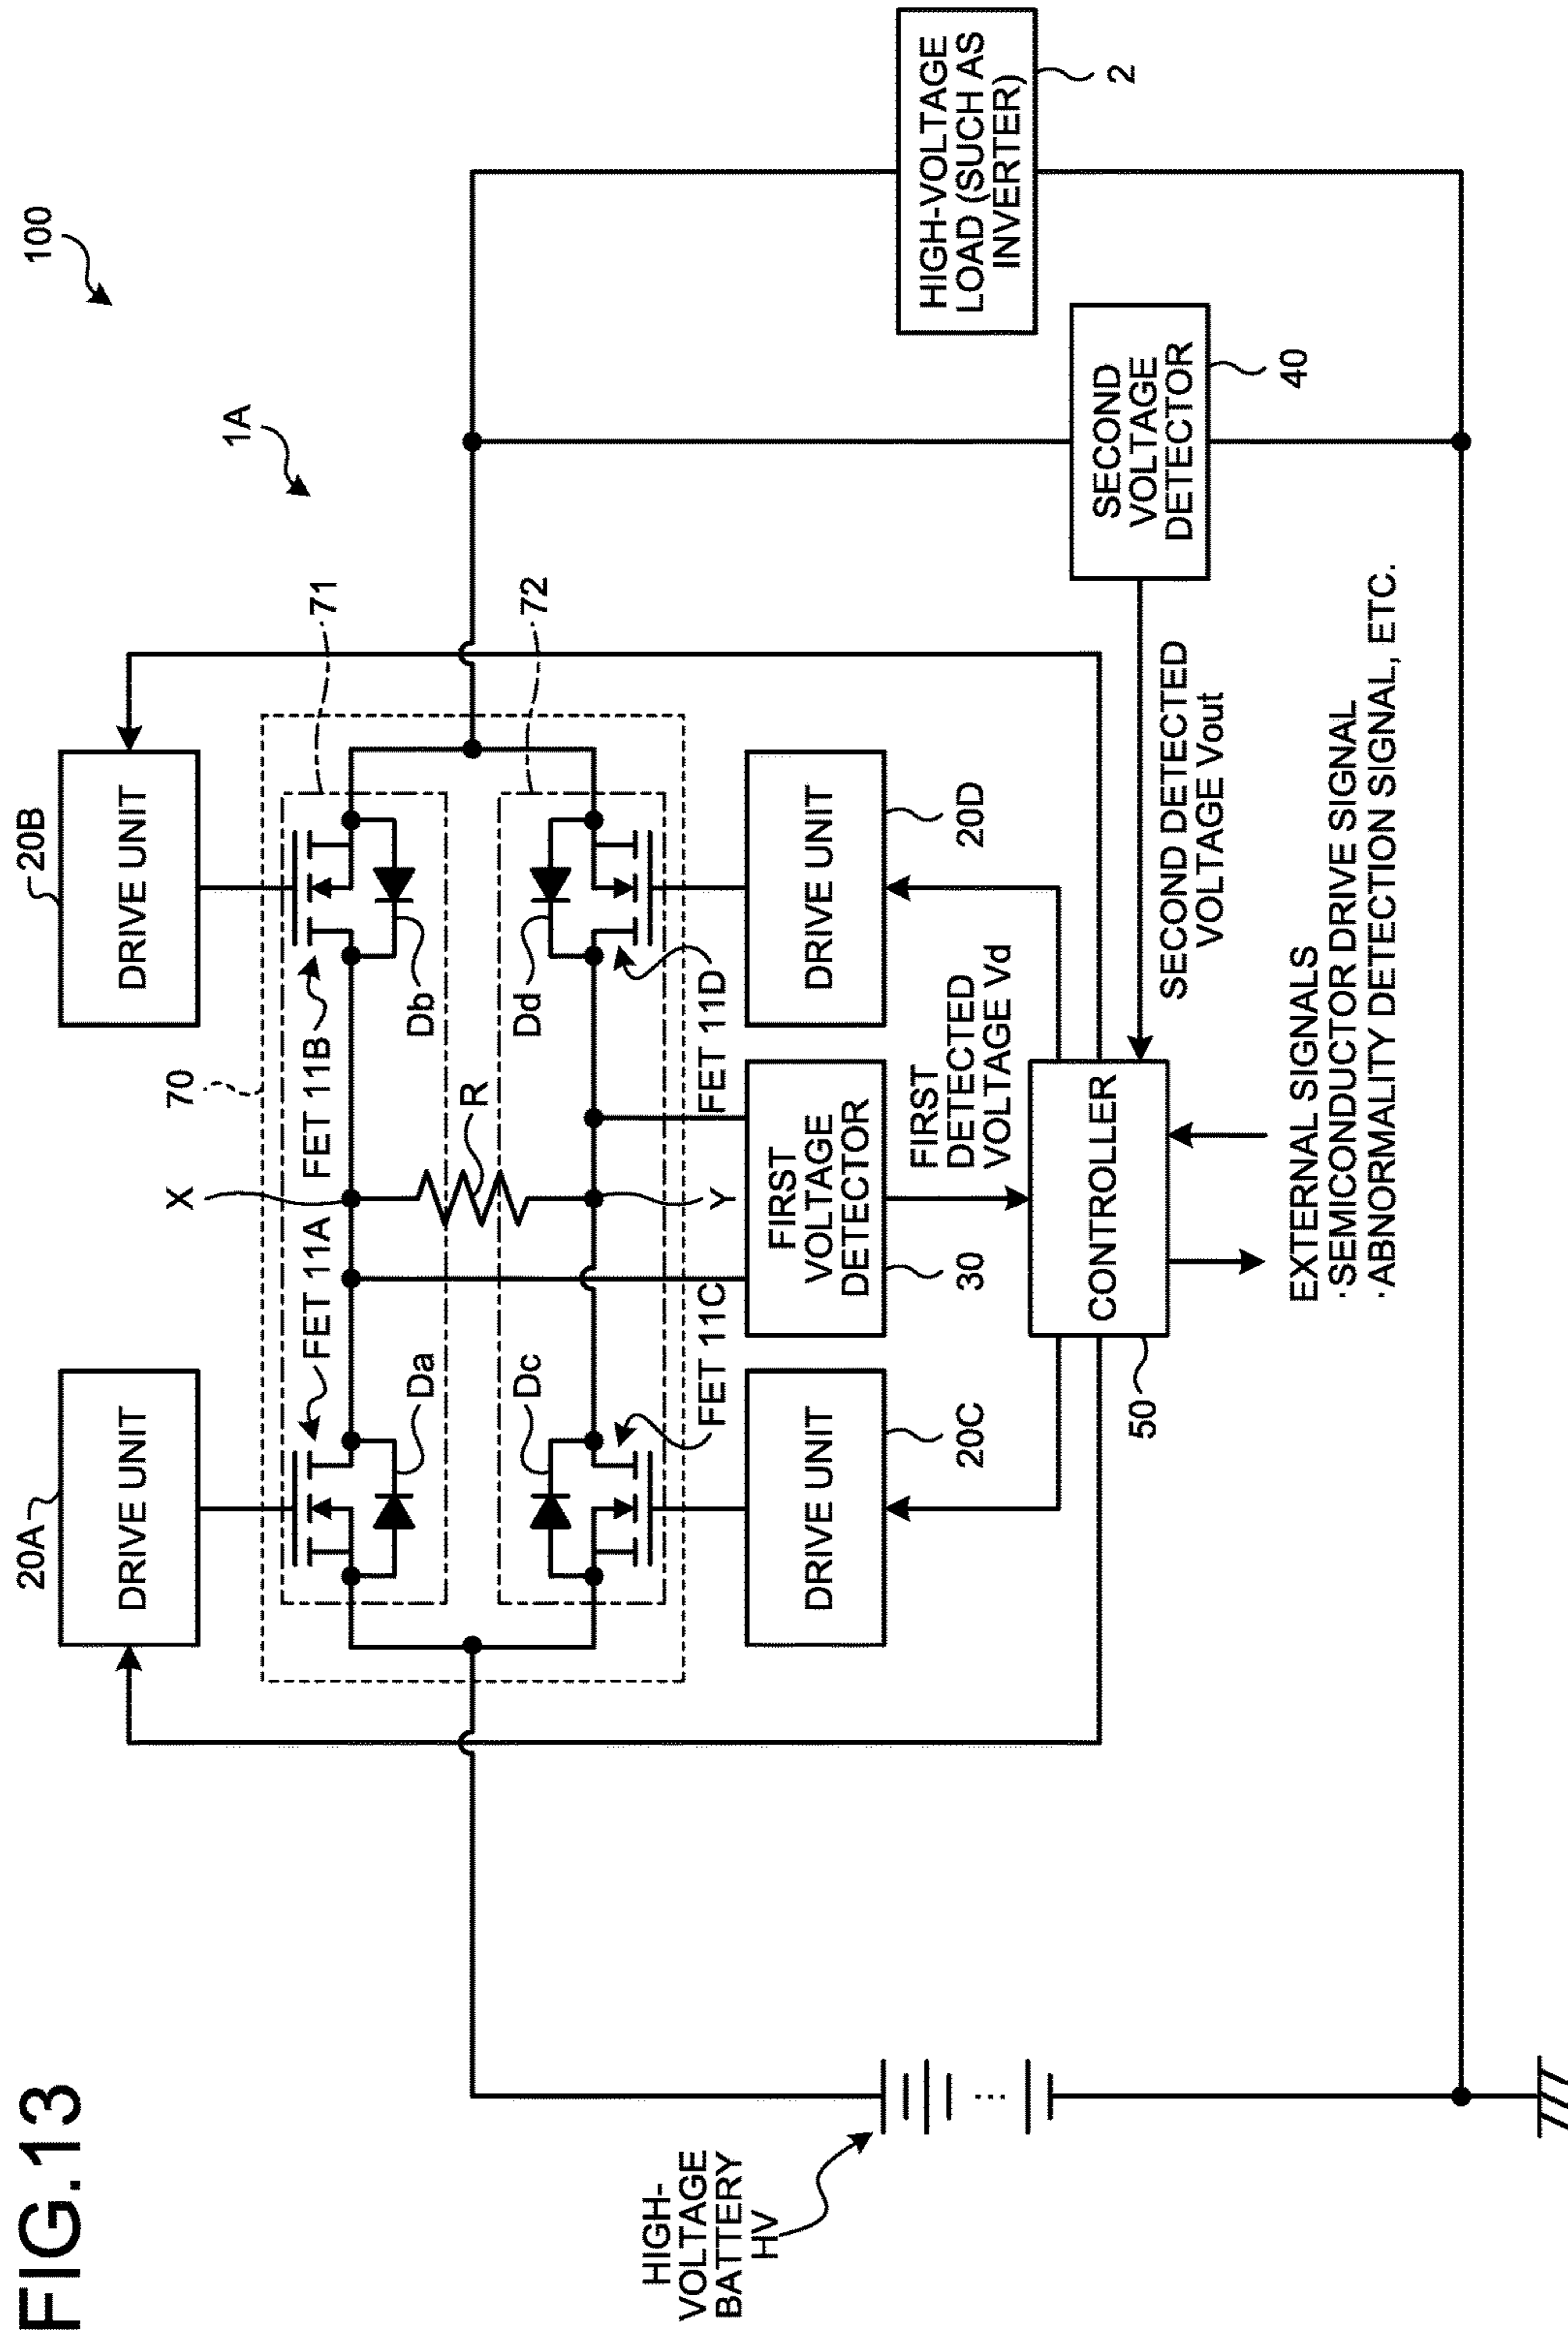 FIG.13
100
1A
20A
DRIVE UNIT
20B
DRIVE UNIT
70
71
72
X
FET 11A
FET 11B
Da
Db
R
Dc
Dd
Y
FET 11C
FET 11D
DRIVE UNIT
20C
FIRST
VOLTAGE
DETECTOR
30
DRIVE UNIT
20D
FIRST
DETECTED
VOLTAGE Vd
CONTROLLER
50
SECOND DETECTED
VOLTAGE Vout
SECOND
VOLTAGE
DETECTOR
40
HIGH-VOLTAGE
LOAD (SUCH AS
INVERTER)
2
HIGH-
VOLTAGE
BATTERY
HV
EXTERNAL SIGNALS
·SEMICONDUCTOR DRIVE SIGNAL
·ABNORMALITY DETECTION SIGNAL, ETC.